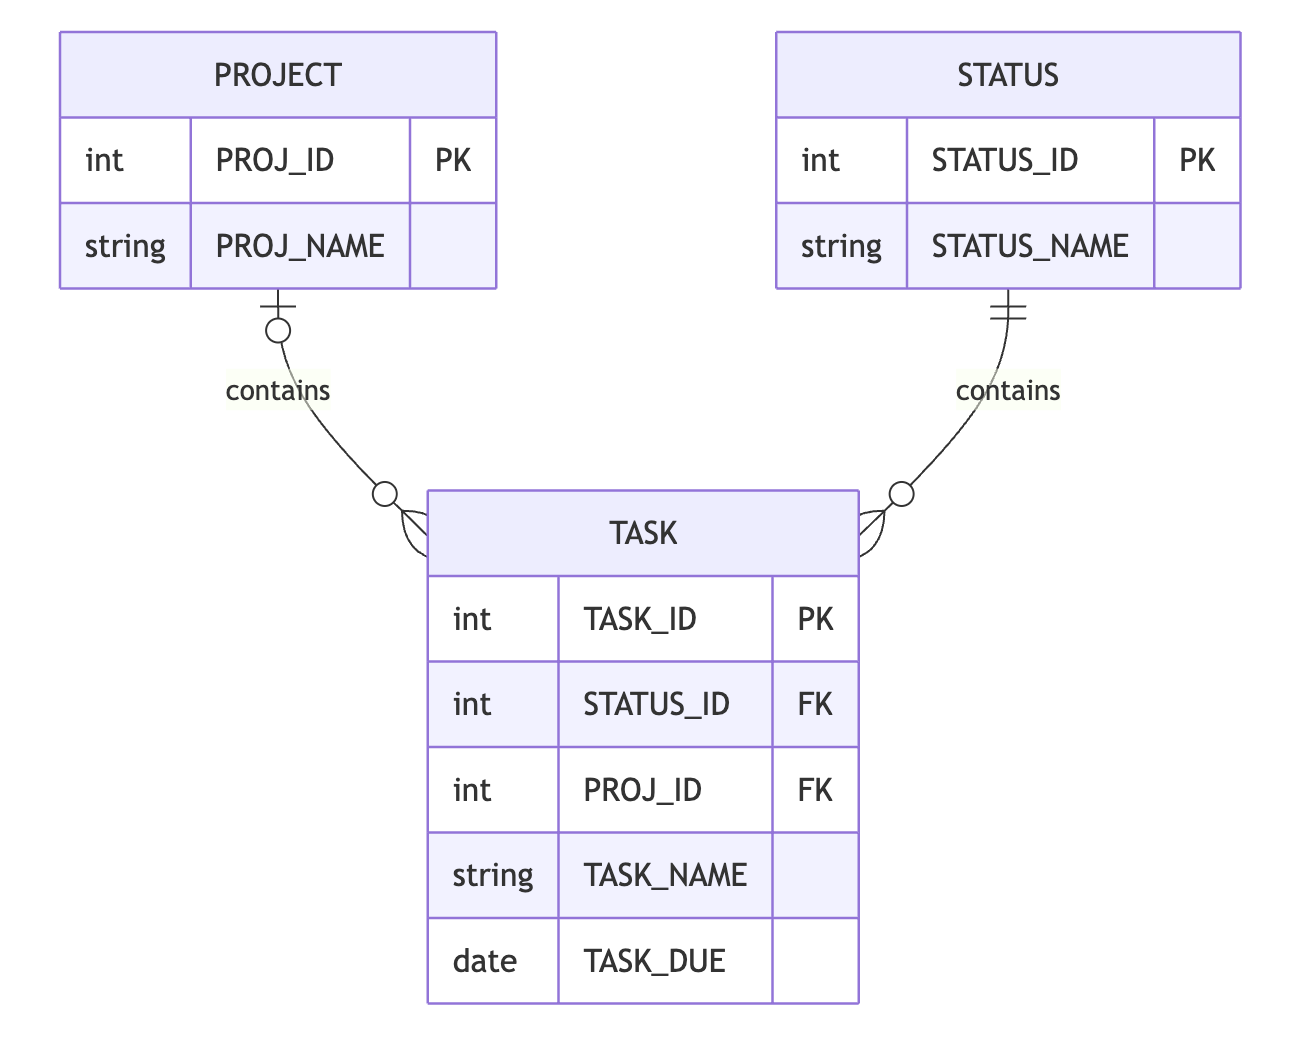 PROJECT
int PROJ_ID PK
string PROJ_NAME
STATUS
int STATUS_ID PK
string STATUS_NAME
contains
contains
TASK
int TASK_ID PK
int STATUS_ID FK
int PROJ_ID FK
string TASK_NAME
date TASK_DUE